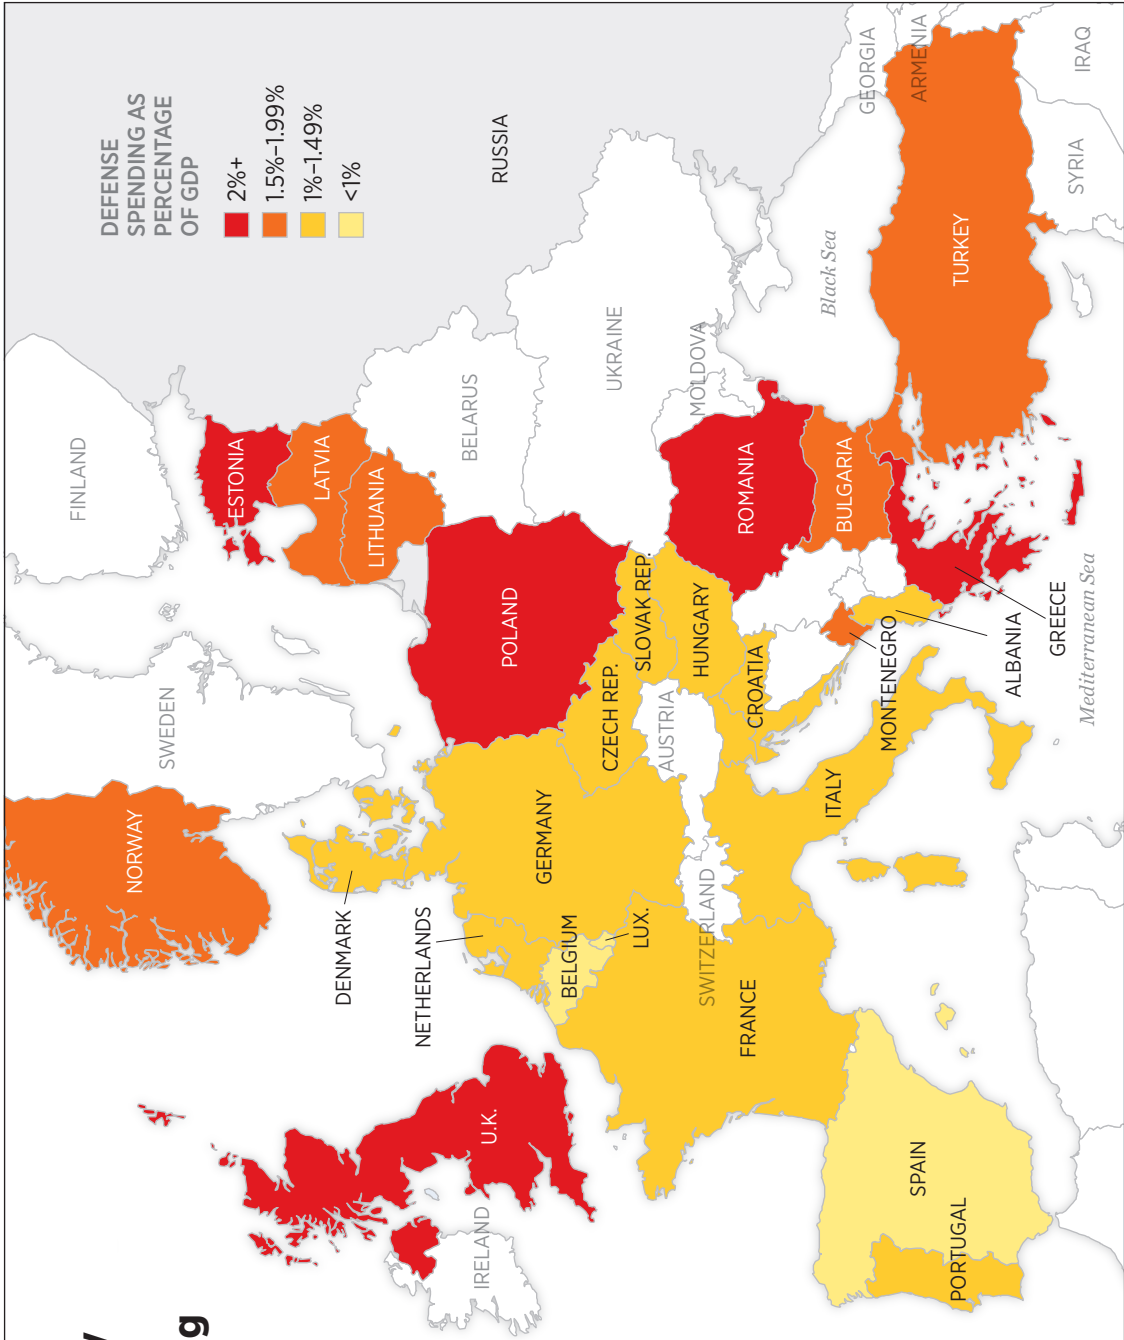 DEFENSE
SPENDING AS
PERCENTAGE
OF GDP
2%+
1.5%–1.99%
1%–1.49%
<1%
FINLAND
SWEDEN
NORWAY
ESTONIA
LATVIA
LITHUANIA
RUSSIA
BELARUS
DENMARK
NETHERLANDS
U.K.
IRELAND
POLAND
GERMANY
BELGIUM
LUX.
CZECH REP.
SLOVAK REP.
UKRAINE
MOLDOVA
AUSTRIA
HUNGARY
SWITZERLAND
FRANCE
CROATIA
ROMANIA
BULGARIA
Black Sea
GEORGIA
ARMENIA
ITALY
MONTENEGRO
ALBANIA
GREECE
TURKEY
SYRIA
IRAQ
SPAIN
PORTUGAL
Mediterranean Sea
g